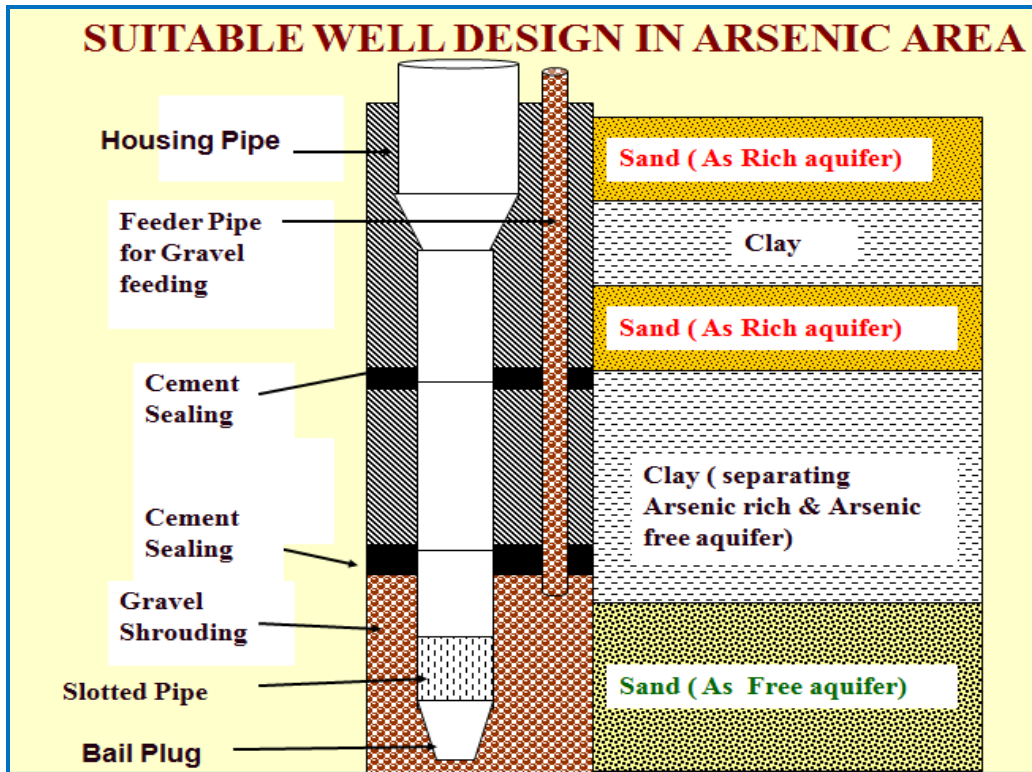 SUITABLE WELL DESIGN IN ARSENIC AREA
Housing Pipe
Feeder Pipe
for Gravel
feeding
Cement
Sealing
Cement
Sealing
Gravel
Shrouding
Slotted Pipe
Bail Plug
Sand ( As Rich aquifer)
Clay
Sand ( As Rich aquifer)
Clay ( separating
Arsenic rich & Arsenic
free aquifer)
Sand ( As  Free aquifer)